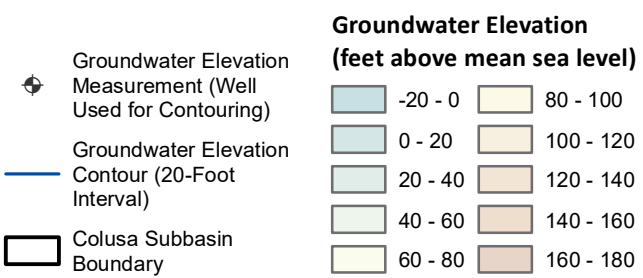 Groundwater Elevation
Measurement (Well
Used for Contouring)
Groundwater Elevation
Contour (20-Foot
Interval)
Colusa Subbasin
Boundary
Groundwater Elevation
(feet above mean sea level)
-20 - 0
0 - 20
20 - 40
40 - 60
60 - 80
80 - 100
100 - 120
120 - 140
140 - 160
160 - 180